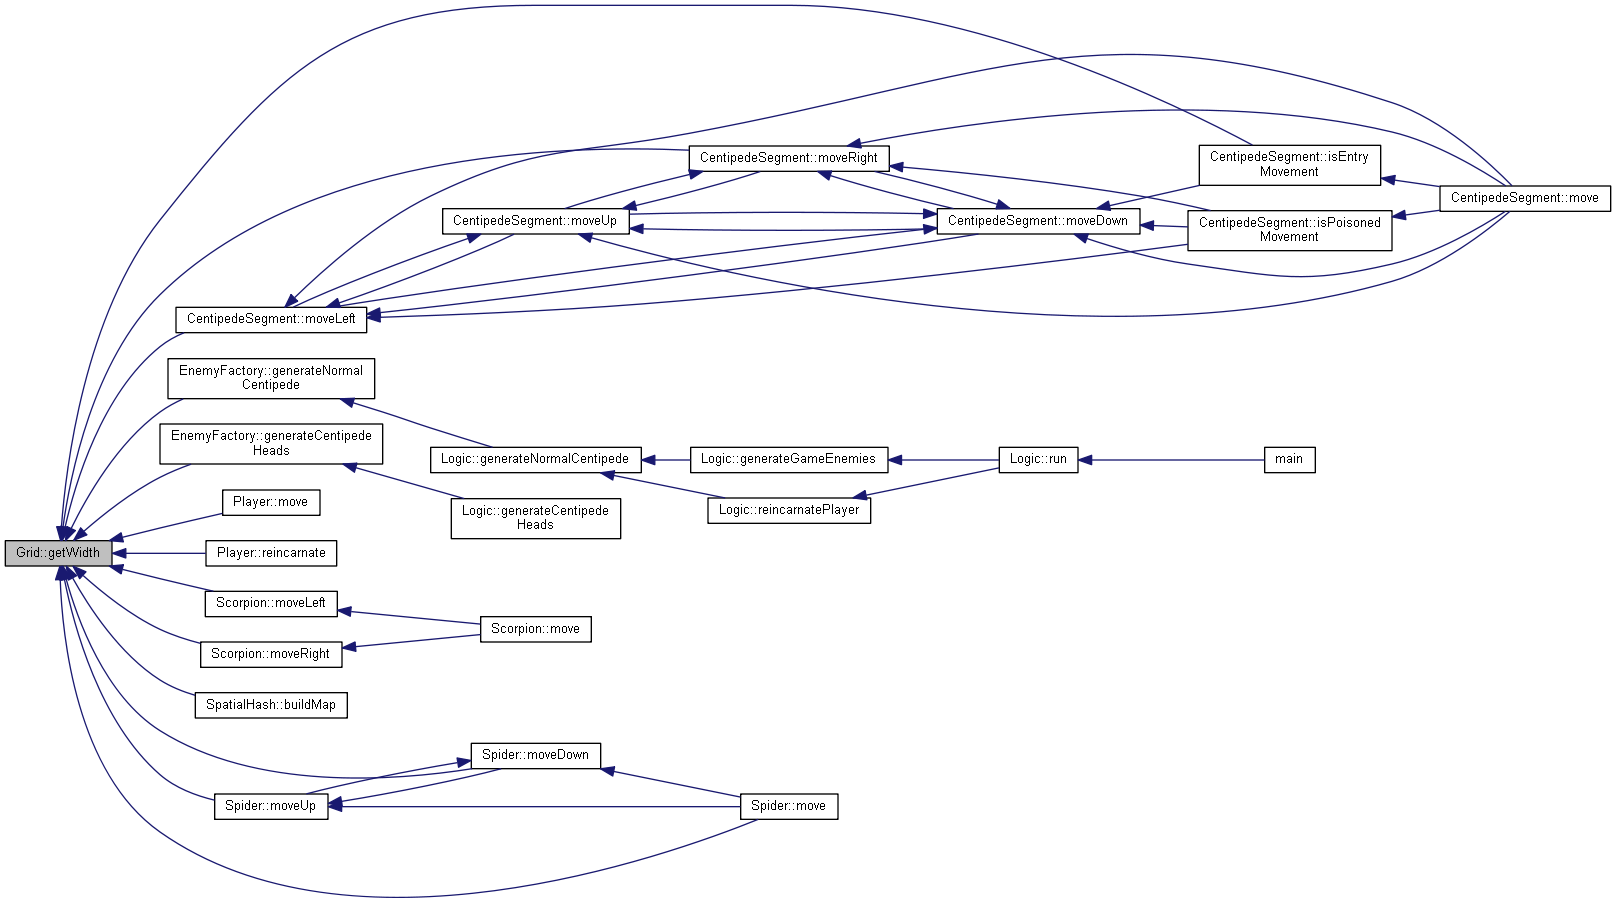 CentipedeSegment::moveRight
CentipedeSegment::isEntry
Movement
CentipedeSegment::move
CentipedeSegment::moveUp
CentipedeSegment::moveDown
CentipedeSegment::isPoisoned
Movement
CentipedeSegment::moveLeft
EnemyFactory::generateNormal
Centipede
EnemyFactory::generateCentipede
Heads
Logic::generateNormalCentipede
Logic::generateGameEnemies
Logic::run
main
Player::move
Logic::generateCentipede
Heads
Logic::reincarnatePlayer
Grid::getWidth
Player::reincarnate
Scorpion::moveLeft
Scorpion::move
Scorpion::moveRight
SpatialHash::buildMap
Spider::moveDown
Spider::moveUp
Spider::move